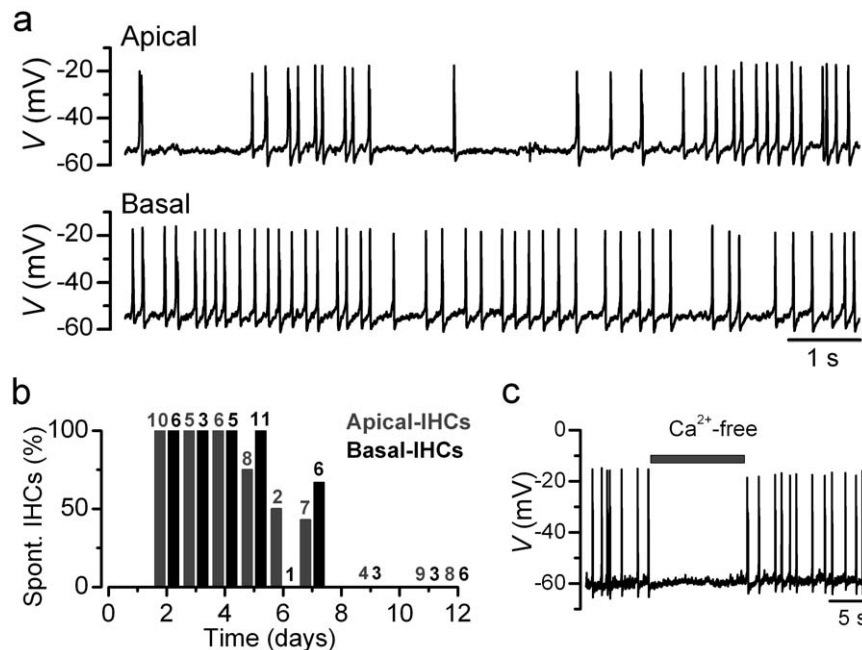 a
Apical
V (mV)
-20
-40
-60
Basal
V (mV)
-20
-40
-60
1 s
b
Spont. IHCs (%)
100
50
0
10 6 5 3 6 5 8 11 2 1 7 6 4 3 9 3 8 6
Apical-IHCs
Basal-IHCs
0 2 4 6 8 10 12
Time (days)
c
Ca²⁺-free
V (mV)
0
-20
-40
-60
5 s